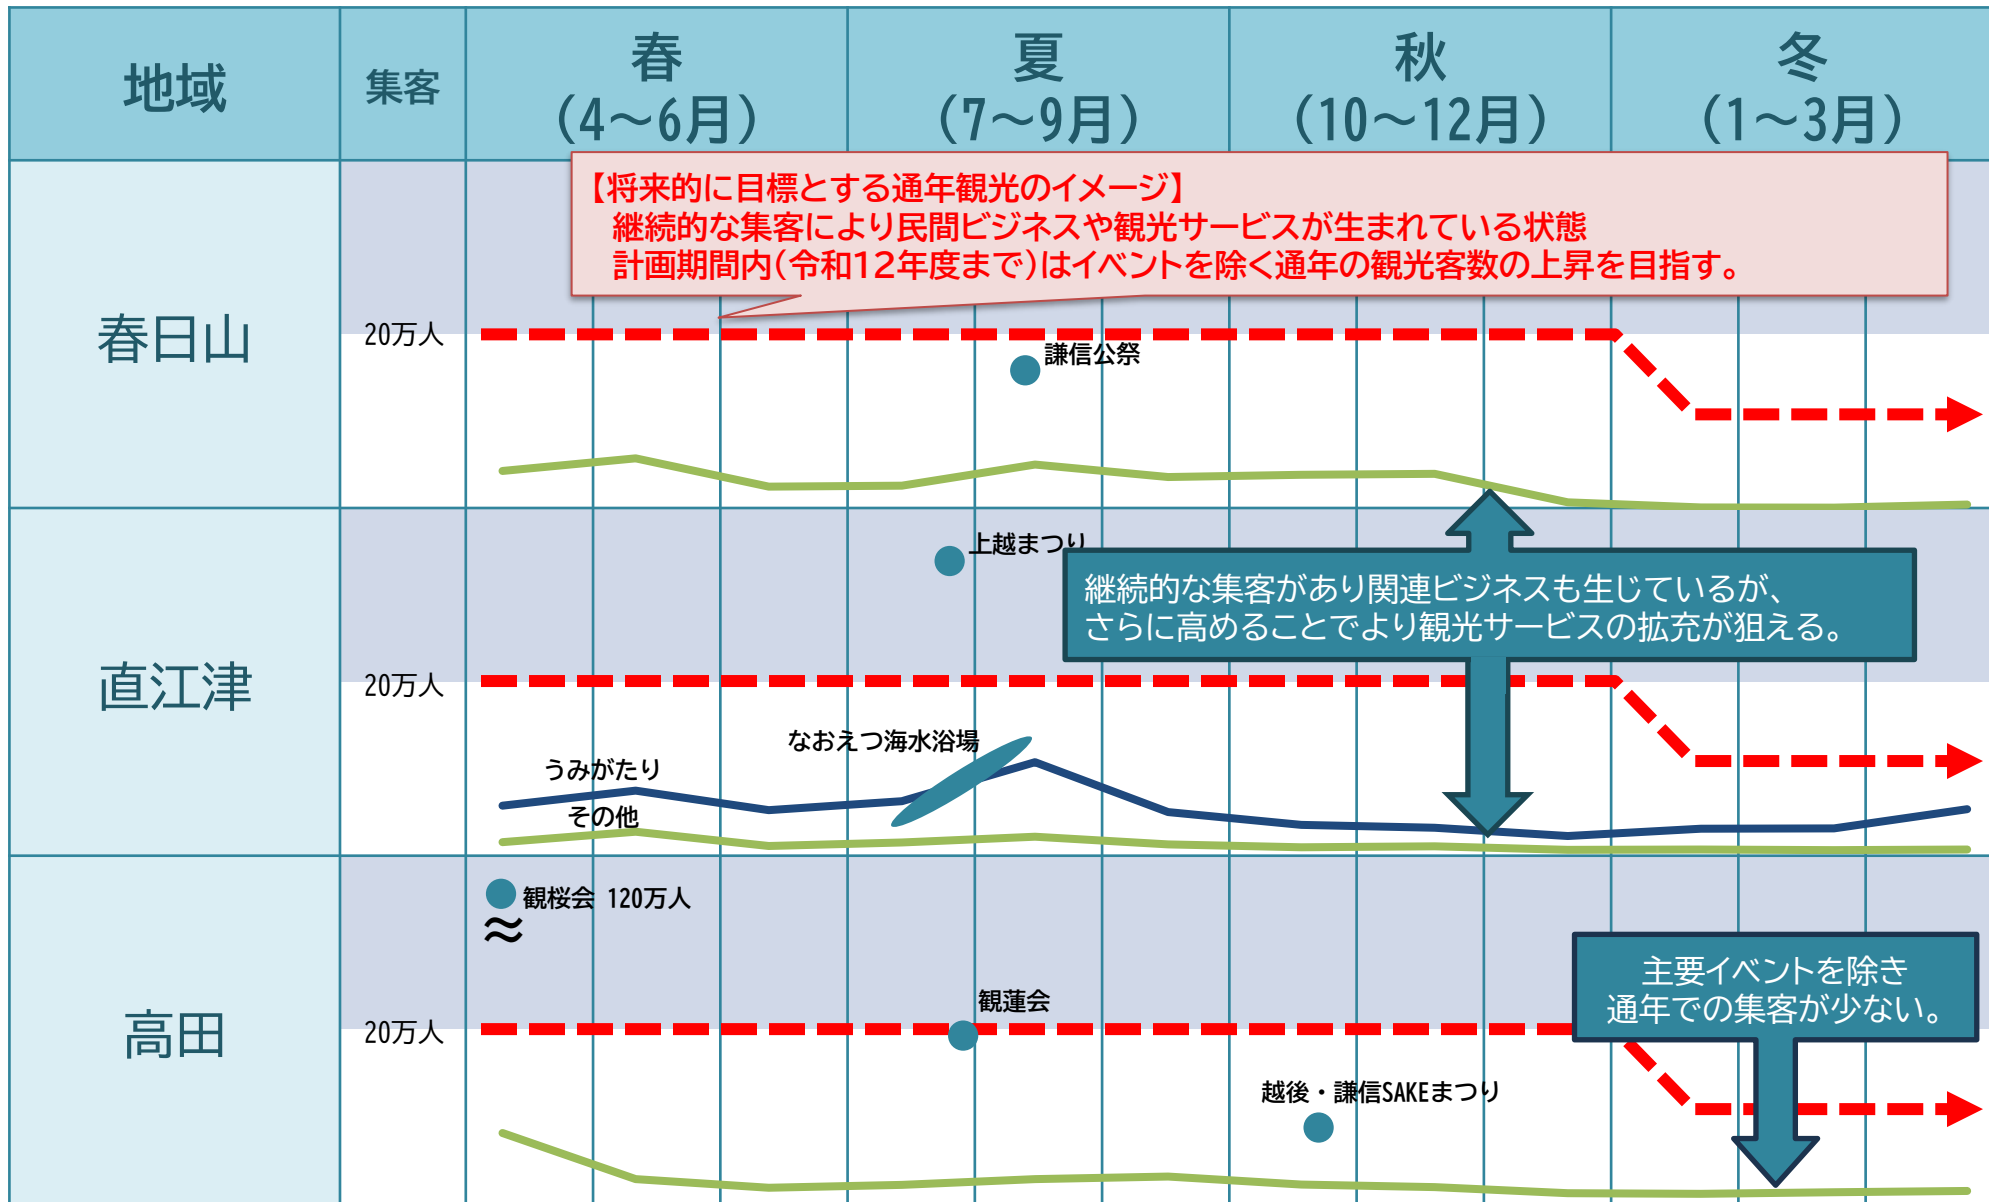 地域
集客
春
（4～6月）
夏
（7～9月）
秋
（10～12月）
冬
（1～3月）
【将来的に目標とする通年観光のイメージ】
継続的な集客により民間ビジネスや観光サービスが生まれている状態
計画期間内（令和12年度まで）はイベントを除く通年の観光客数の上昇を目指す。
春日山
20万人
謙信公祭
上越まつり
継続的な集客があり関連ビジネスも生じているが、
さらに高めることでより観光サービスの拡充が狙える。
直江津
20万人
なおえつ海水浴場
うみがたり
その他
観桜会 120万人
≈
主要イベントを除き
通年での集客が少ない。
観蓮会
高田
20万人
越後・謙信SAKEまつり